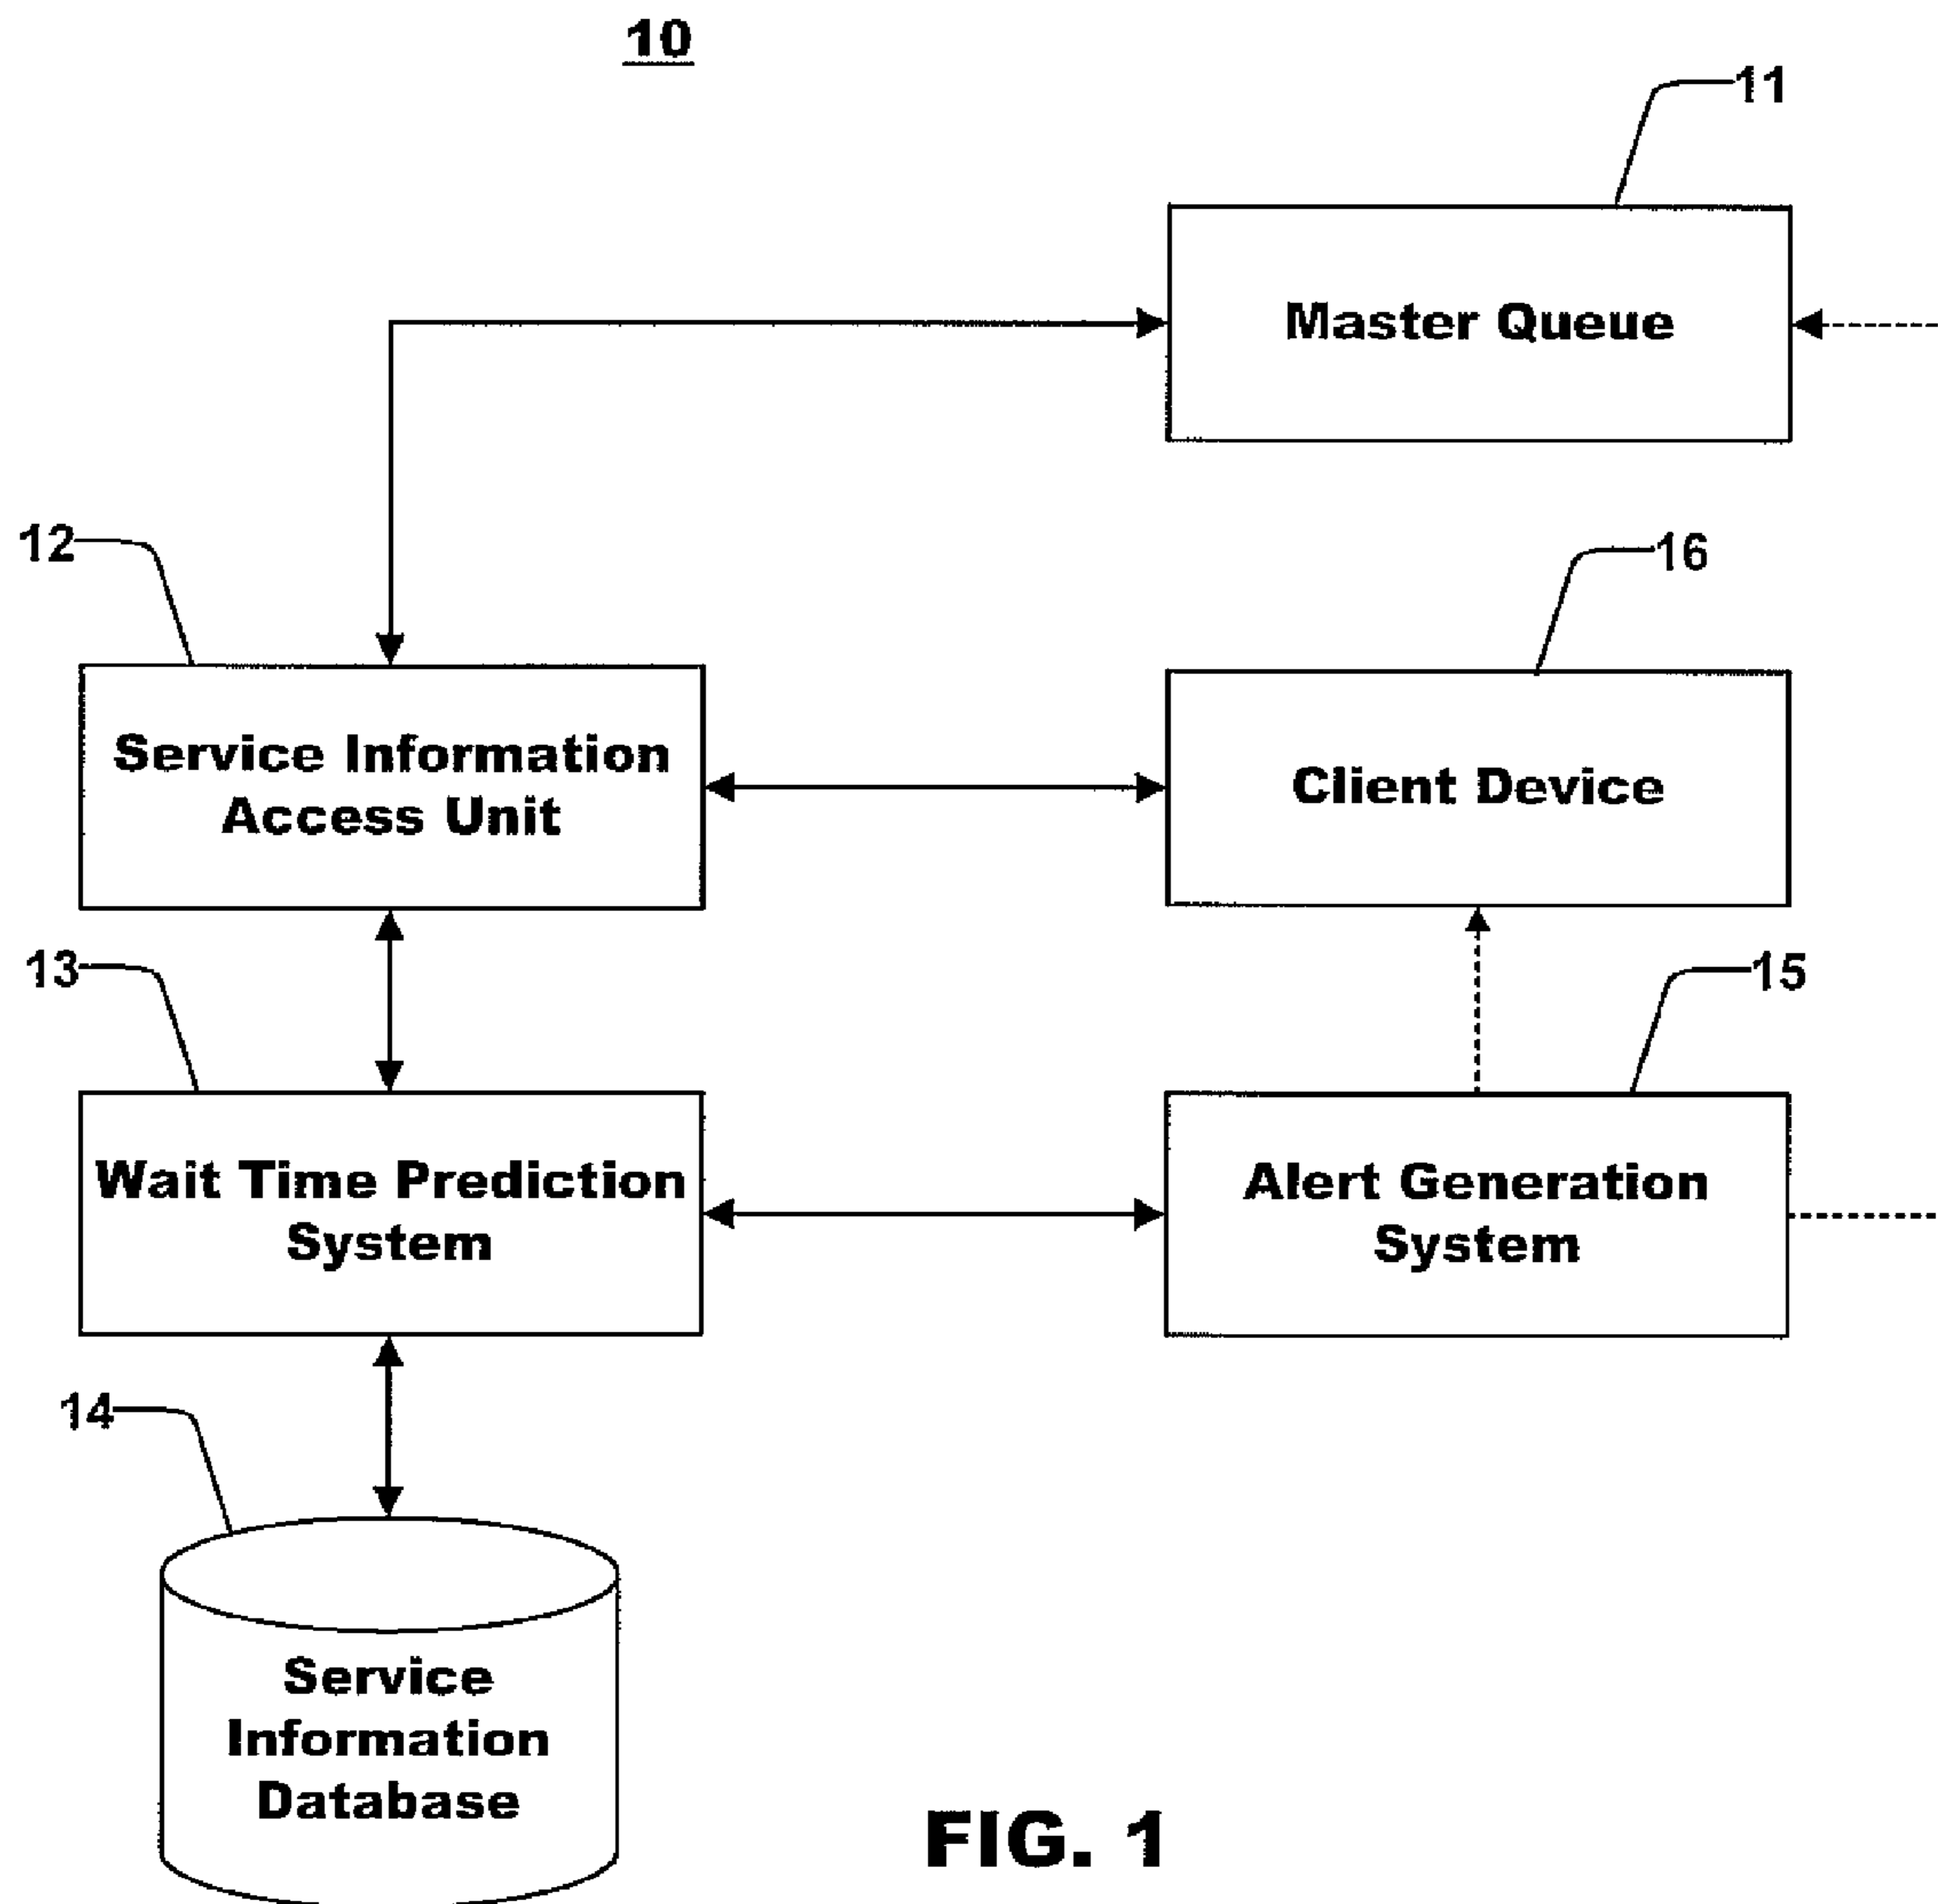 10
11
Master Queue
12
16
Service Information
Access Unit
Client Device
13
15
Wait Time Prediction
System
Alert Generation
System
14
Service
Information
Database
FIG. 1